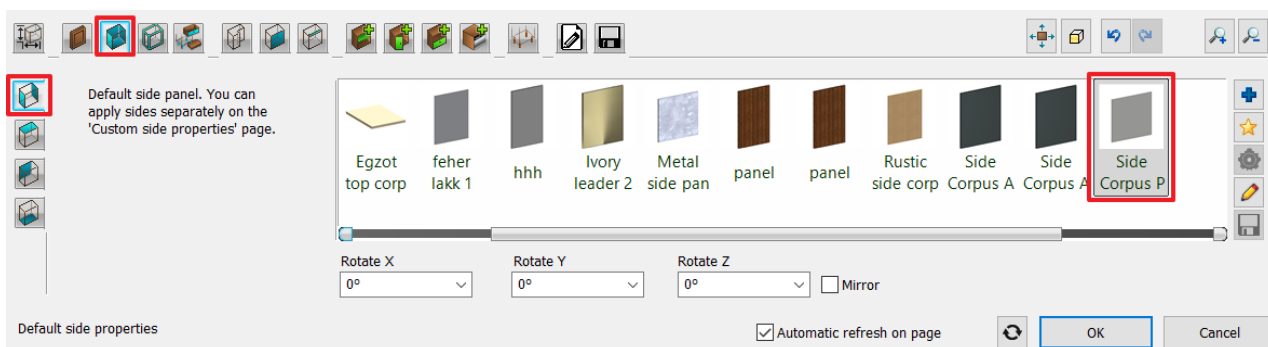 Default side panel. You can
apply sides separately on the
'Custom side properties' page.
Egzot
top corp
feher
lakk 1
hhh
Ivory
leader 2
Metal
side pan
panel
panel
Rustic
side corp
Side
Corpus A
Side
Corpus A
Side
Corpus P
Rotate X
Rotate Y
Rotate Z
0°
0°
0°
Mirror
Default side properties
Automatic refresh on page
OK
Cancel